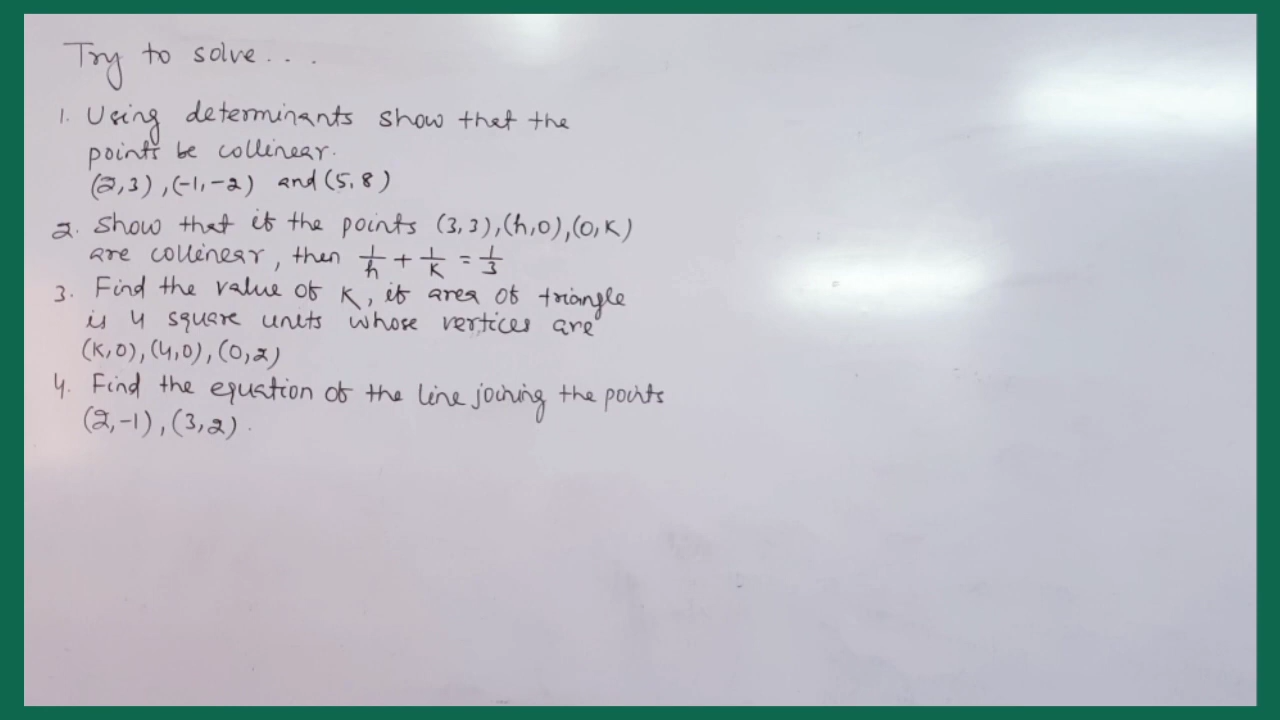 Try to solve...
1. Using determinants show that the
points be collinear.
(2,3), (-1,-2) and (5,8)
2. Show that if the points (3,3), (h,0), (0,K)
are collinear, then 1/h + 1/K = 1/3
3. Find the value of K, if area of triangle
is 4 square units whose vertices are
(K,0), (4,0), (0,2)
4. Find the equation of the line joining the points
(2,-1), (3,2).